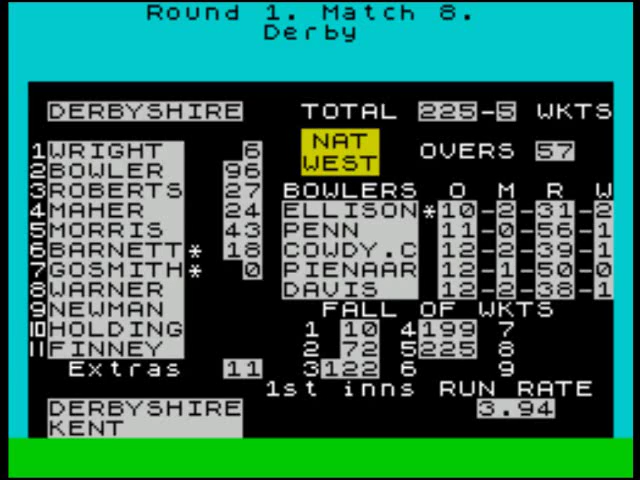 Round 1. Match 8.
Derby
DERBYSHIRE TOTAL 225-5 WKTS
NAT WEST OVERS 57
1 WRIGHT 6
2 BOWLER 96
3 ROBERTS 27
4 MAHER 24
5 MORRIS 43
6 BARNETT * 18
7 GOSMITH * 0
8 WARNER
9 NEWMAN
10 HOLDING
11 FINNEY
Extras 11
BOWLERS O M R W
ELLISON *10-2-31-2
PENN 11-0-56-1
COWDY.C 12-2-39-1
PIENAAR 12-1-50-0
DAVIS 12-2-38-1
FALL OF WKTS
1 10 4 199 7
2 72 5 225 8
3 122 6 9
1st inns RUN RATE
3.94
DERBYSHIRE
KENT